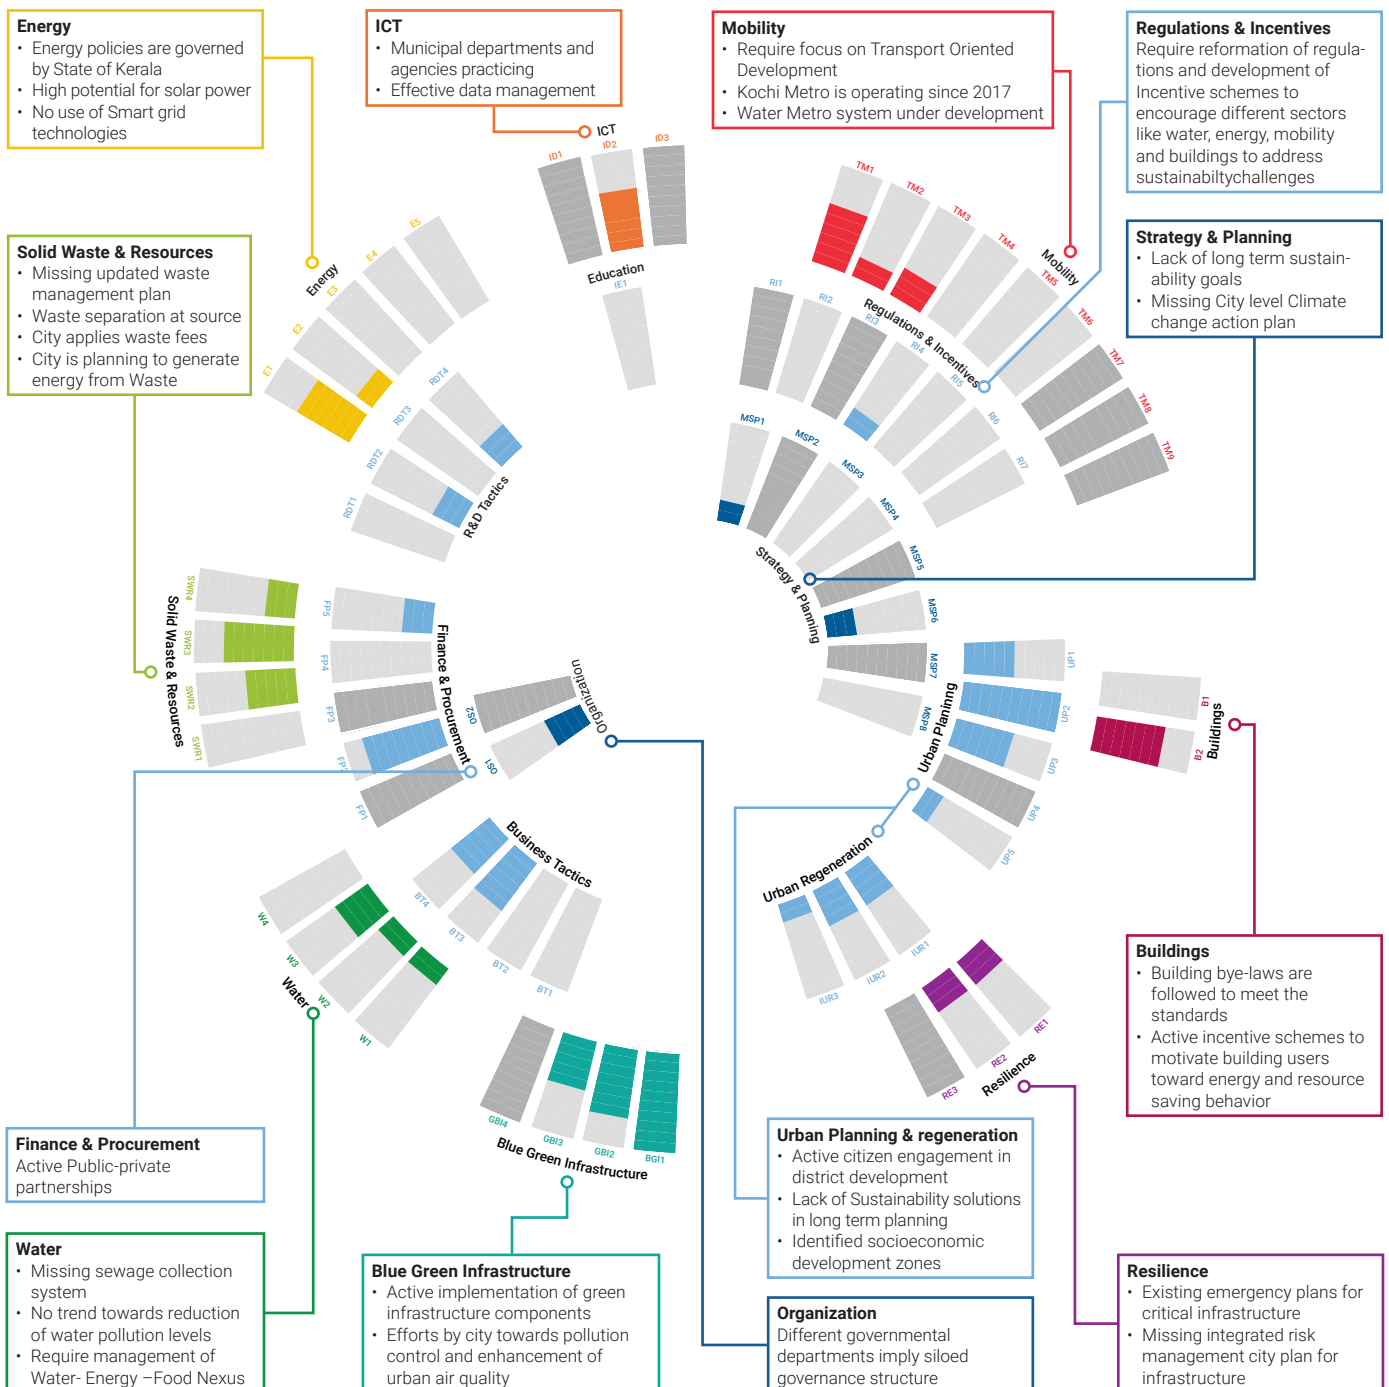 Energy
• Energy policies are governed
by State of Kerala
• High potential for solar power
• No use of Smart grid
technologies
ICT
• Municipal departments and
agencies practicing
• Effective data management
Mobility
• Require focus on Transport Oriented
Development
• Kochi Metro is operating since 2017
• Water Metro system under development
Regulations & Incentives
Require reformation of regula-
tions and development of
Incentive schemes to
encourage different sectors
like water, energy, mobility
and buildings to address
sustainabiltychallenges
Solid Waste & Resources
• Missing updated waste
management plan
• Waste separation at source
• City applies waste fees
• City is planning to generate
energy from Waste
Strategy & Planning
• Lack of long term sustain-
ability goals
• Missing City level Climate
change action plan
ICT
ID1
ID2
ID3
Education
IE1
Energy
E1
E2
E3
E4
E5
Mobility
TM1
TM2
TM3
TM4
TM5
TM6
TM7
TM8
TM9
Regulations & Incentives
RI1
RI2
RI3
RI4
RI5
RI6
RI7
R&D Tactics
RDT1
RDT2
RDT3
RDT4
Strategy & Planning
MSP1
MSP2
MSP3
MSP4
MSP5
MSP6
MSP7
MSP8
Solid Waste & Resources
SWR4
SWR3
SWR2
SWR1
Finance & Procurement
FP5
FP4
FP3
FP2
FP1
Organization
OS2
OS1
Urban Planing
UP1
UP2
UP3
UP4
UP5
Buildings
B1
B2
Business Tactics
BT4
BT3
BT2
BT1
Urban Regeneration
IUR1
IUR2
IUR3
Water
W4
W3
W2
W1
Resilience
RE1
RE2
RE3
Blue Green Infrastructure
GBI4
GBI3
GBI2
BGI1
Buildings
• Building bye-laws are
followed to meet the
standards
• Active incentive schemes to
motivate building users
toward energy and resource
saving behavior
Finance & Procurement
Active Public-private
partnerships
Urban Planning & regeneration
• Active citizen engagement in
district development
• Lack of Sustainability solutions
in long term planning
• Identified socioeconomic
development zones
Water
• Missing sewage collection
system
• No trend towards reduction
of water pollution levels
• Require management of
Water- Energy –Food Nexus
Blue Green Infrastructure
• Active implementation of green
infrastructure components
• Efforts by city towards pollution
control and enhancement of
urban air quality
Organization
Different governmental
departments imply siloed
governance structure
Resilience
• Existing emergency plans for
critical infrastructure
• Missing integrated risk
management city plan for
infrastructure